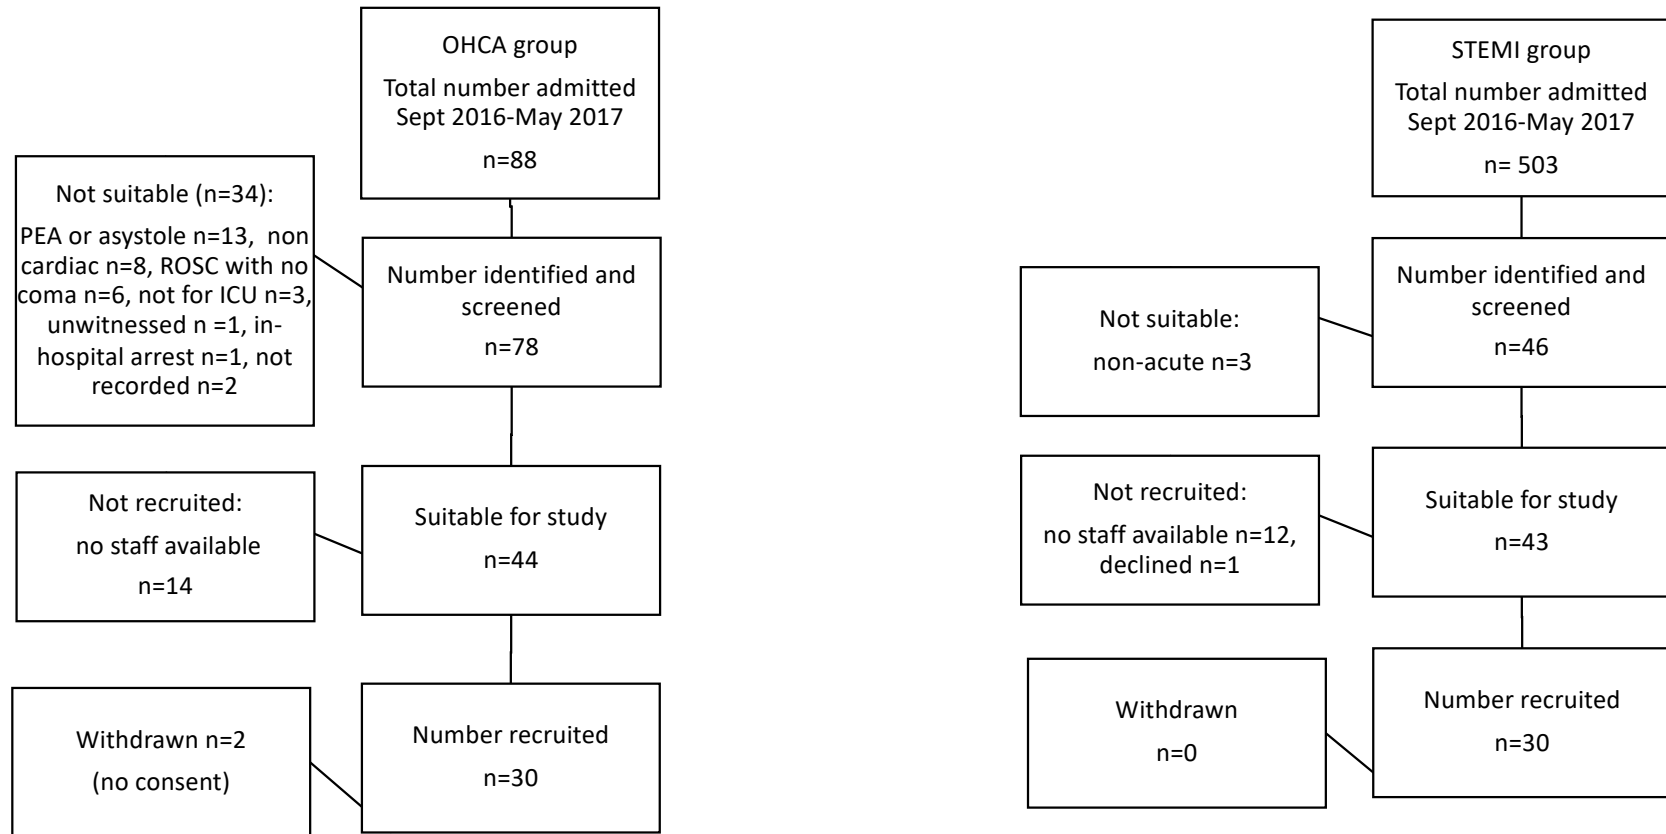 OHCA group
Total number admitted
Sept 2016-May 2017
n=88
Not suitable (n=34):
PEA or asystole n=13,  non
cardiac n=8, ROSC with no
coma n=6, not for ICU n=3,
unwitnessed n =1, in-
hospital arrest n=1, not
recorded n=2
Number identified and
screened
n=78
Not recruited:
no staff available
n=14
Suitable for study
n=44
Withdrawn n=2
(no consent)
Number recruited
n=30
STEMI group
Total number admitted
Sept 2016-May 2017
n= 503
Not suitable:
non-acute n=3
Number identified and
screened
n=46
Not recruited:
no staff available n=12,
declined n=1
Suitable for study
n=43
Withdrawn
n=0
Number recruited
n=30